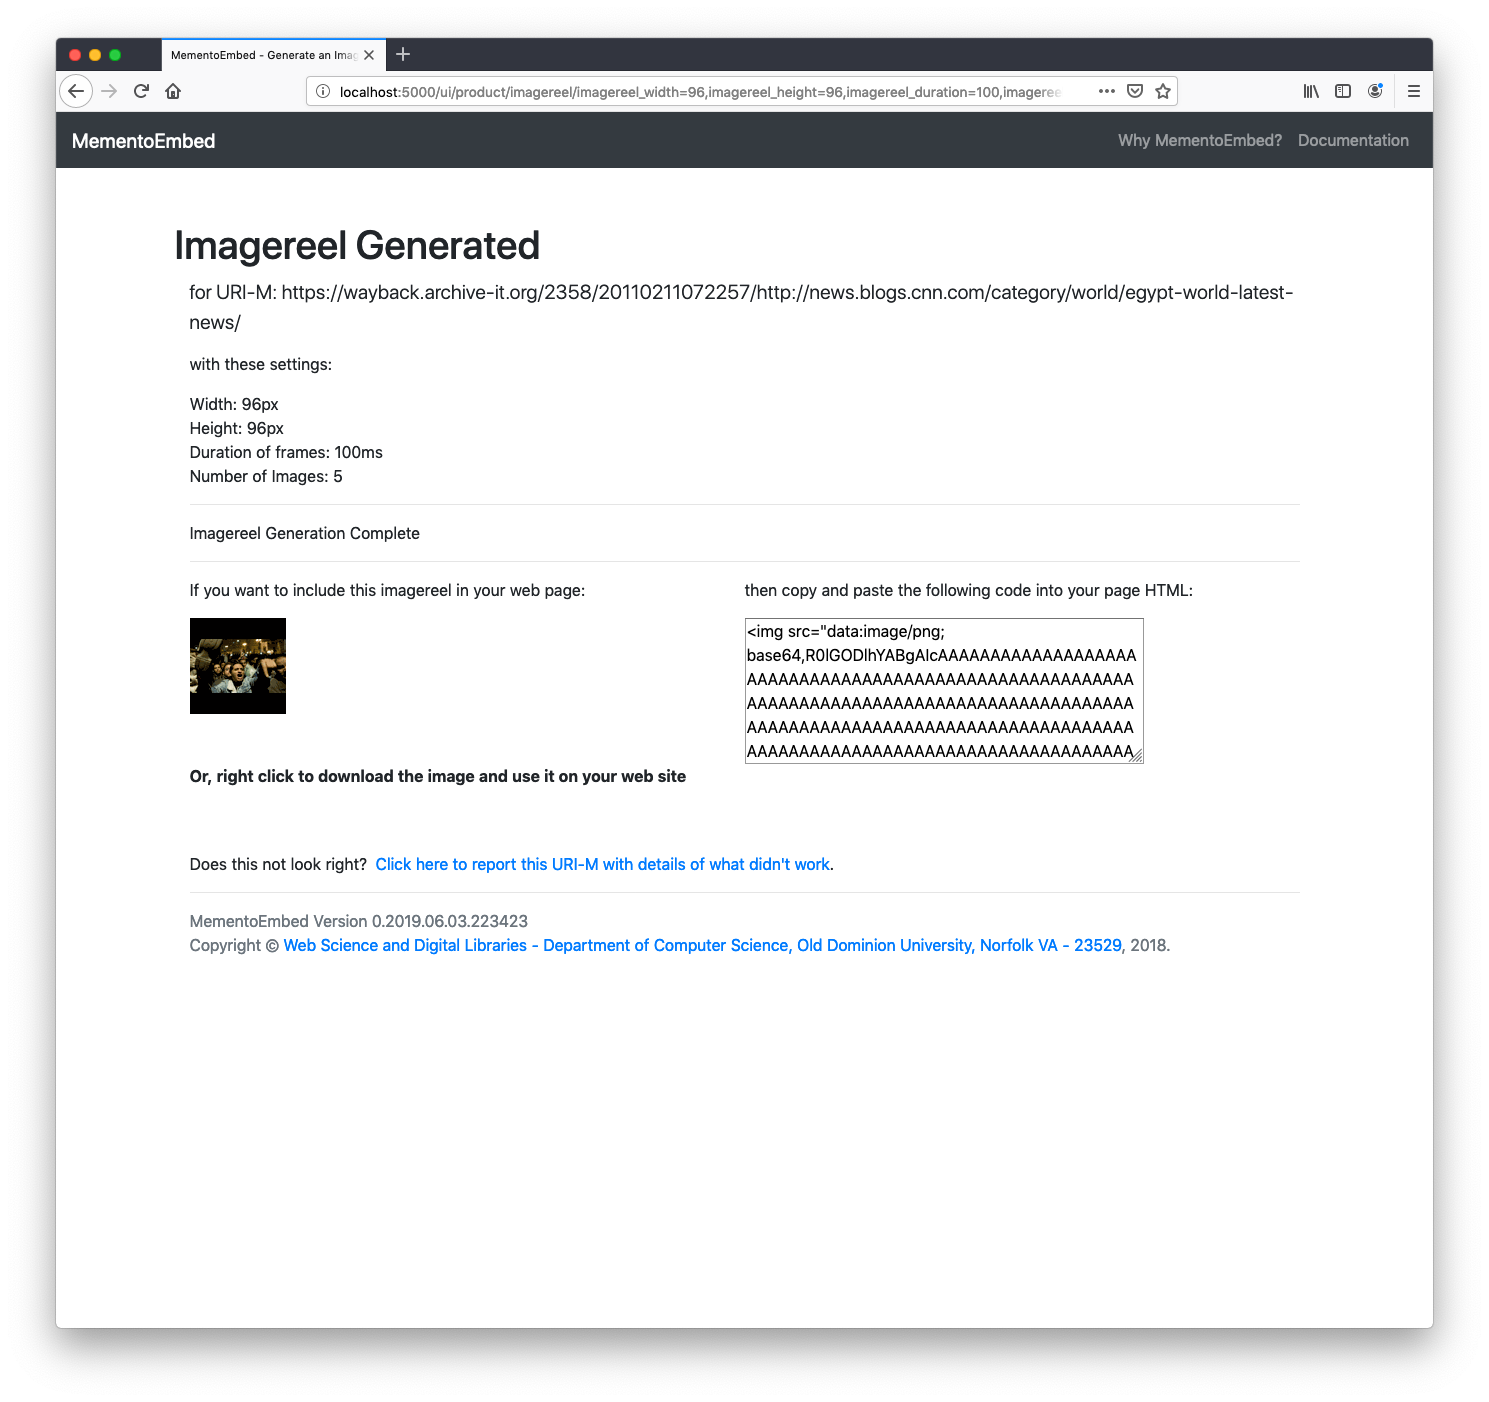 MementoEmbed - Generate an Imag
localhost:5000/ui/product/imagereel/imagereel_width=96,imagereel_height=96,imagereel_duration=100,imageree
MementoEmbed
Why MementoEmbed? Documentation
Imagereel Generated
for URI-M: https://wayback.archive-it.org/2358/20110211072257/http://news.blogs.cnn.com/category/world/egypt-world-latest-
news/
with these settings:
Width: 96px
Height: 96px
Duration of frames: 100ms
Number of Images: 5
Imagereel Generation Complete
If you want to include this imagereel in your web page:
then copy and paste the following code into your page HTML:
<img src="data:image/png;
Or, right click to download the image and use it on your web site
Does this not look right? Click here to report this URI-M with details of what didn't work.
MementoEmbed Version 0.2019.06.03.223423
Copyright © Web Science and Digital Libraries - Department of Computer Science, Old Dominion University, Norfolk VA - 23529, 2018.